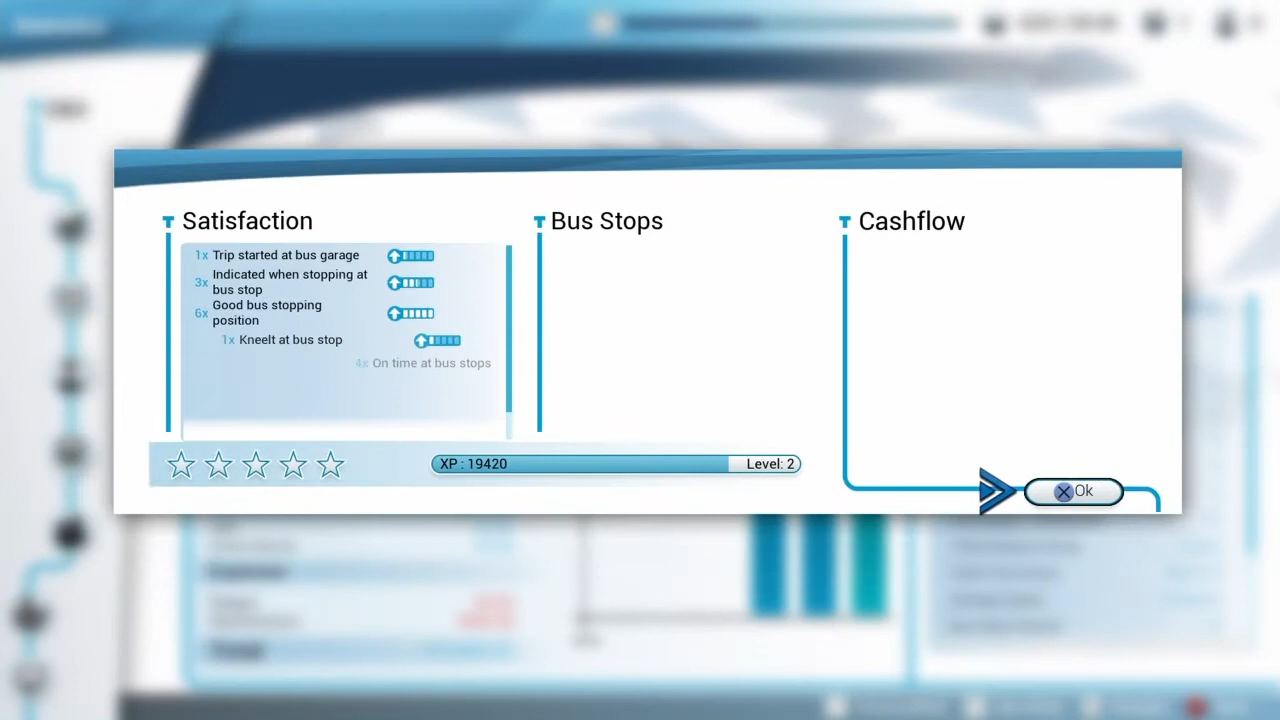 Satisfaction
1x Trip started at bus garage
3x Indicated when stopping at
bus stop
6x Good bus stopping
position
1x Kneelt at bus stop
4x On time at bus stops
Bus Stops
Cashflow
XP : 19420
Level: 2
Ok